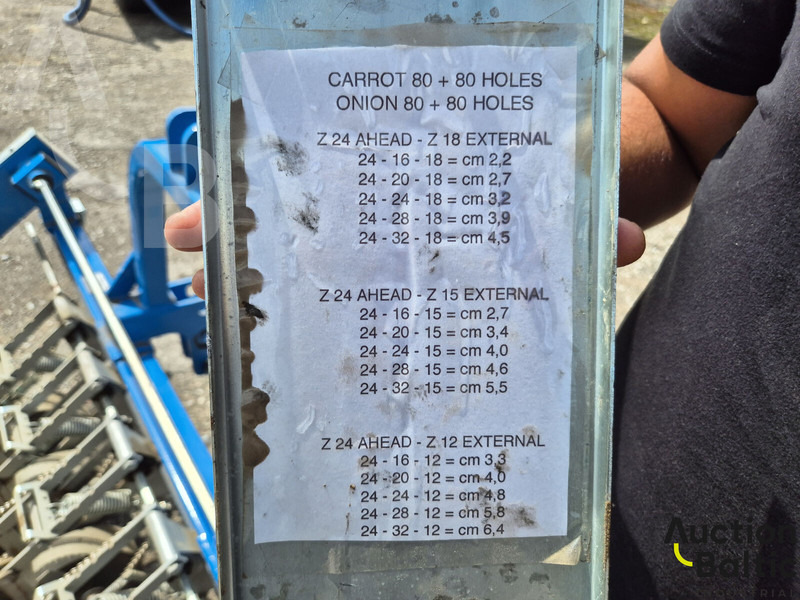 CARROT 80 + 80 HOLES
ONION 80 + 80 HOLES
Z 24 AHEAD - Z 18 EXTERNAL
24 - 16 - 18 = cm 2,2
24 - 20 - 18 = cm 2,7
24 - 24 - 18 = cm 3,2
24 - 28 - 18 = cm 3,9
24 - 32 - 18 = cm 4,5
Z 24 AHEAD - Z 15 EXTERNAL
24 - 16 - 15 = cm 2,7
24 - 20 - 15 = cm 3,4
24 - 24 - 15 = cm 4,0
24 - 28 - 15 = cm 4,6
24 - 32 - 15 = cm 5,5
Z 24 AHEAD - Z 12 EXTERNAL
24 - 16 - 12 = cm 3,3
24 - 20 - 12 = cm 4,0
24 - 24 - 12 = cm 4,8
24 - 28 - 12 = cm 5,8
24 - 32 - 12 = cm 6,4
A
B
Auction
INDUSTRIAL